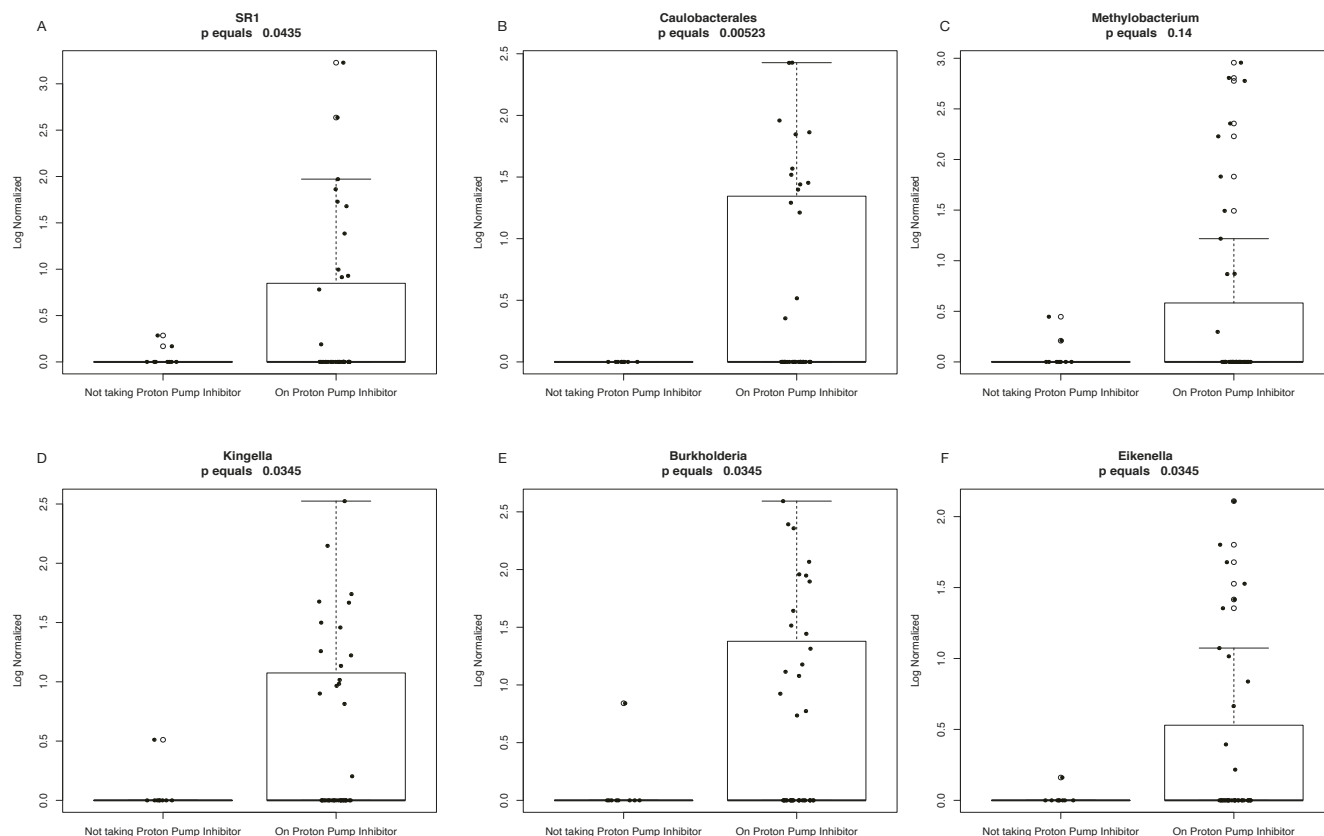 A
SR1
p equals 0.0435
Log Normalized
3.0
2.5
2.0
1.5
1.0
0.5
0.0
Not taking Proton Pump Inhibitor
On Proton Pump Inhibitor
B
Caulobacterales
p equals 0.00523
Log Normalized
2.5
2.0
1.5
1.0
0.5
0.0
Not taking Proton Pump Inhibitor
On Proton Pump Inhibitor
C
Methylobacterium
p equals 0.14
Log Normalized
3.0
2.5
2.0
1.5
1.0
0.5
0.0
Not taking Proton Pump Inhibitor
On Proton Pump Inhibitor
D
Kingella
p equals 0.0345
Log Normalized
2.5
2.0
1.5
1.0
0.5
0.0
Not taking Proton Pump Inhibitor
On Proton Pump Inhibitor
E
Burkholderia
p equals 0.0345
Log Normalized
2.5
2.0
1.5
1.0
0.5
0.0
Not taking Proton Pump Inhibitor
On Proton Pump Inhibitor
F
Eikenella
p equals 0.0345
Log Normalized
2.0
1.5
1.0
0.5
0.0
Not taking Proton Pump Inhibitor
On Proton Pump Inhibitor